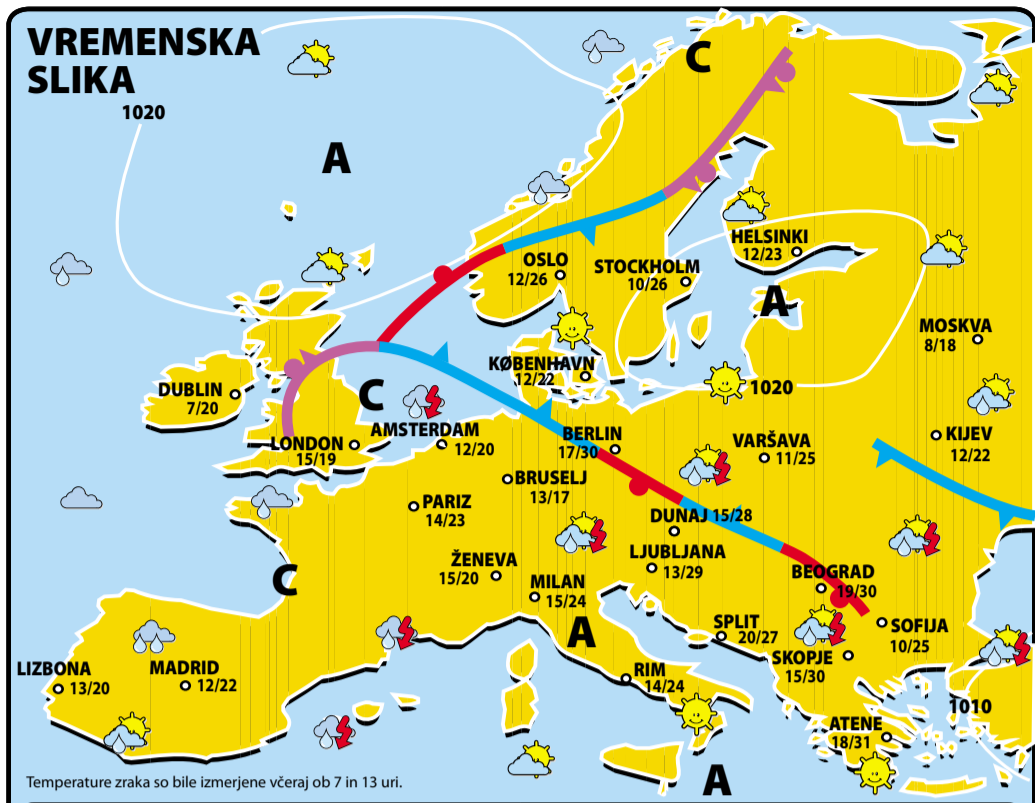 VREMENSKA
SLIKA
1020
C
A
HELSINKI
12/23
OSLO
12/26
STOCKHOLM
10/26
A
MOSKVA
8/18
KØBENHAVN
12/22
1020
DUBLIN
7/20
C
AMSTERDAM
12/20
LONDON
15/19
BERLIN
17/30
VARŠAVA
11/25
KIJEV
12/22
BRUSELJ
13/17
PARIZ
14/23
DUNAJ 15/28
LJUBLJANA
13/29
ŽENEVA
15/20
C
MILAN
15/24
BEOGRAD
19/30
A
SPLIT
20/27
SOFIJA
10/25
SKOPJE
15/30
LIZBONA
13/20
MADRID
12/22
RIM
14/24
1010
ATENE
18/31
A
Temperature zraka so bile izmerjene včeraj ob 7 in 13 uri.